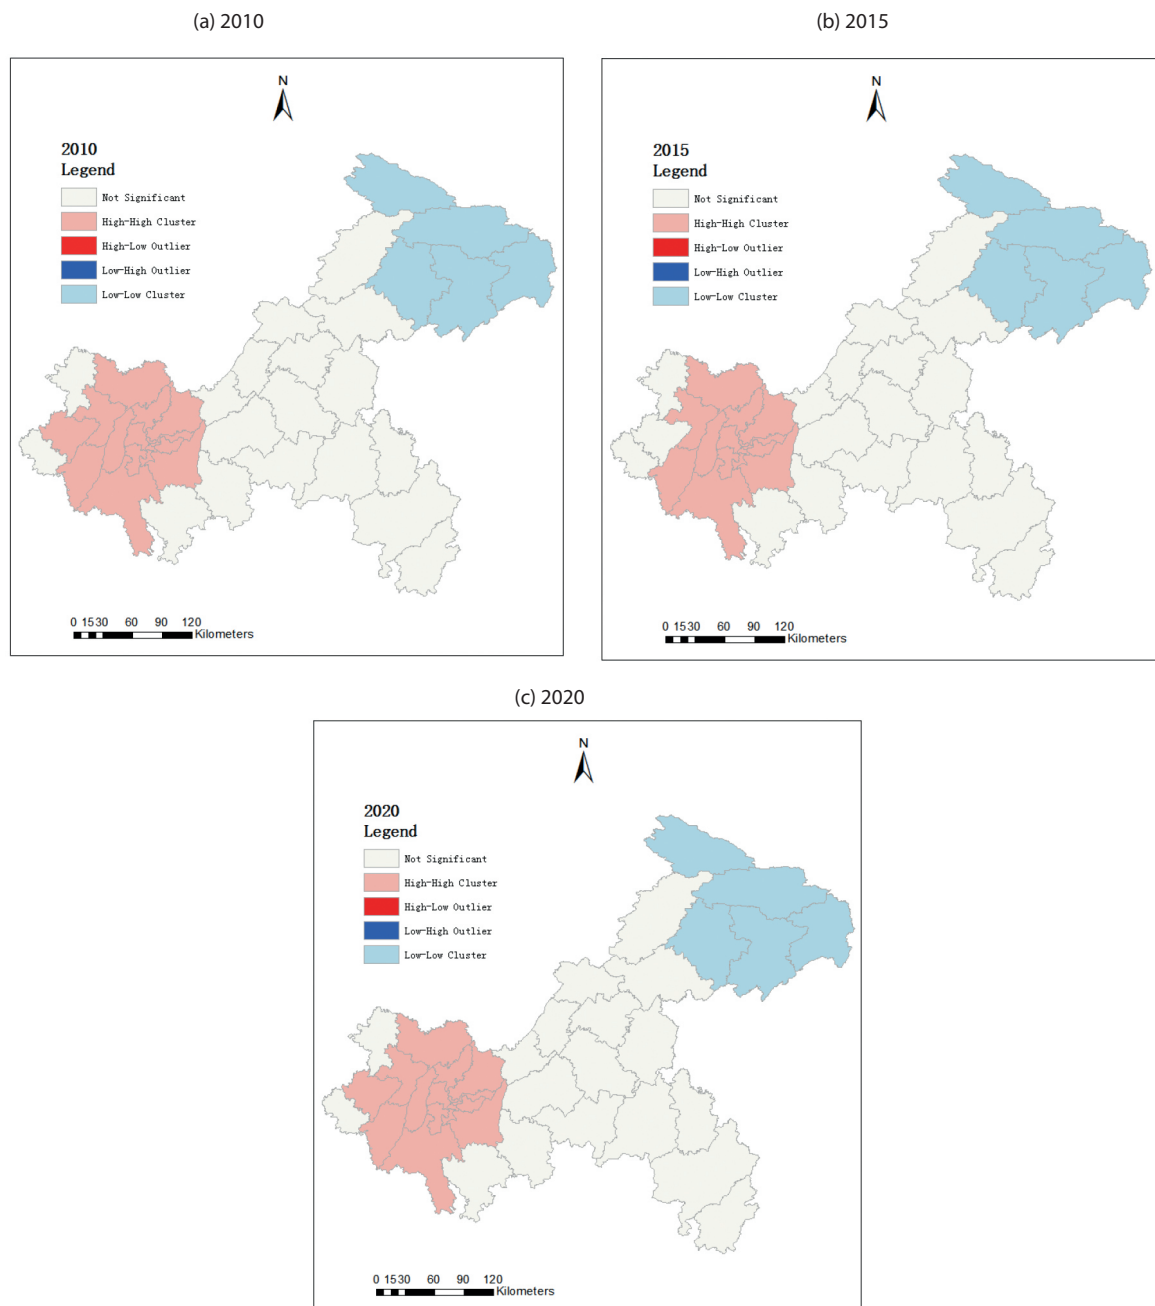 (a) 2010
N
2010
Legend
Not Significant
High-High Cluster
High-Low Outlier
Low-High Outlier
Low-Low Cluster
0 1530 60 90 120
Kilometers
(b) 2015
N
2015
Legend
Not Significant
High-High Cluster
High-Low Outlier
Low-High Outlier
Low-Low Cluster
0 1530 60 90 120
Kilometers
(c) 2020
N
2020
Legend
Not Significant
High-High Cluster
High-Low Outlier
Low-High Outlier
Low-Low Cluster
0 1530 60 90 120
Kilometers